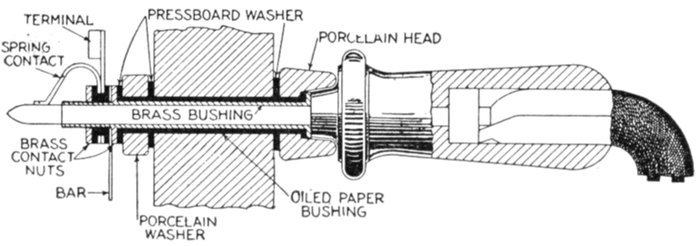 TERMINAL
SPRING
CONTACT
PRESSBOARD WASHER
PORCELAIN HEAD
BRASS BUSHING
BRASS
CONTACT
NUTS
BAR
PORCELAIN
WASHER
OILED PAPER
BUSHING